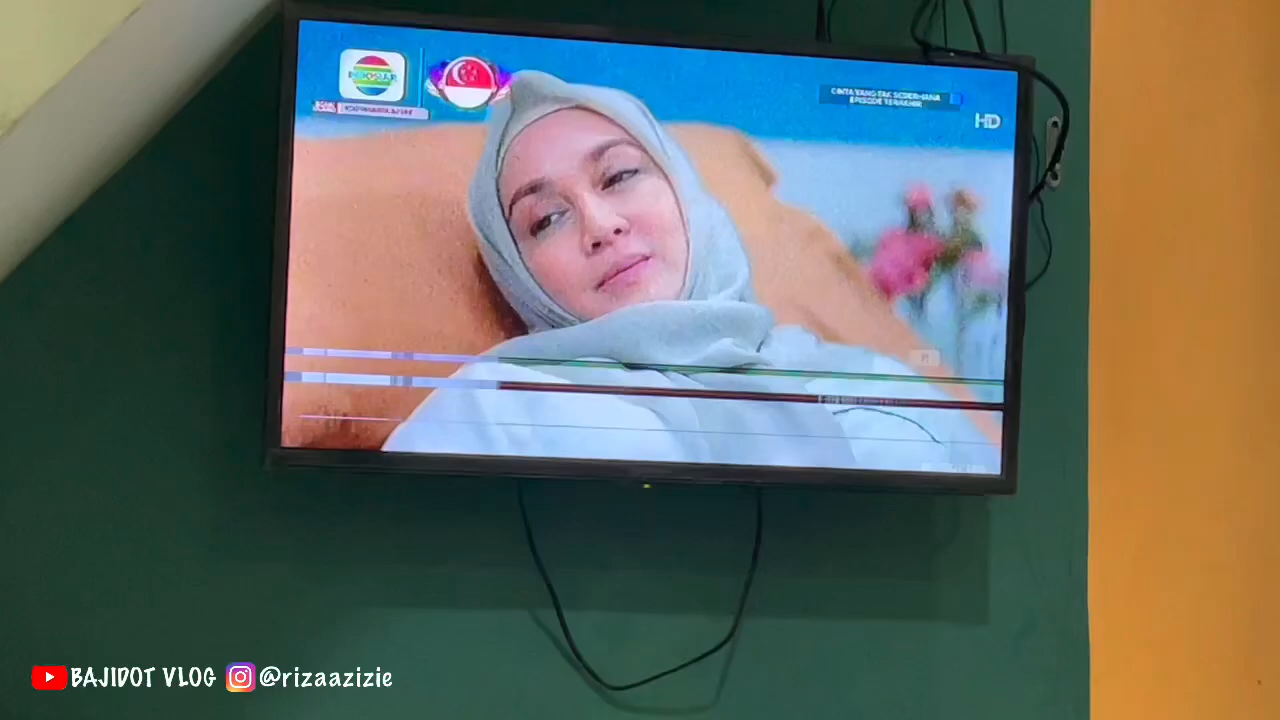 INDOSIAR
CINTA YANG TAK SEDERHANA
EPISODE TERAKHIR
HD
BAJIDOT VLOG @rizaazizie